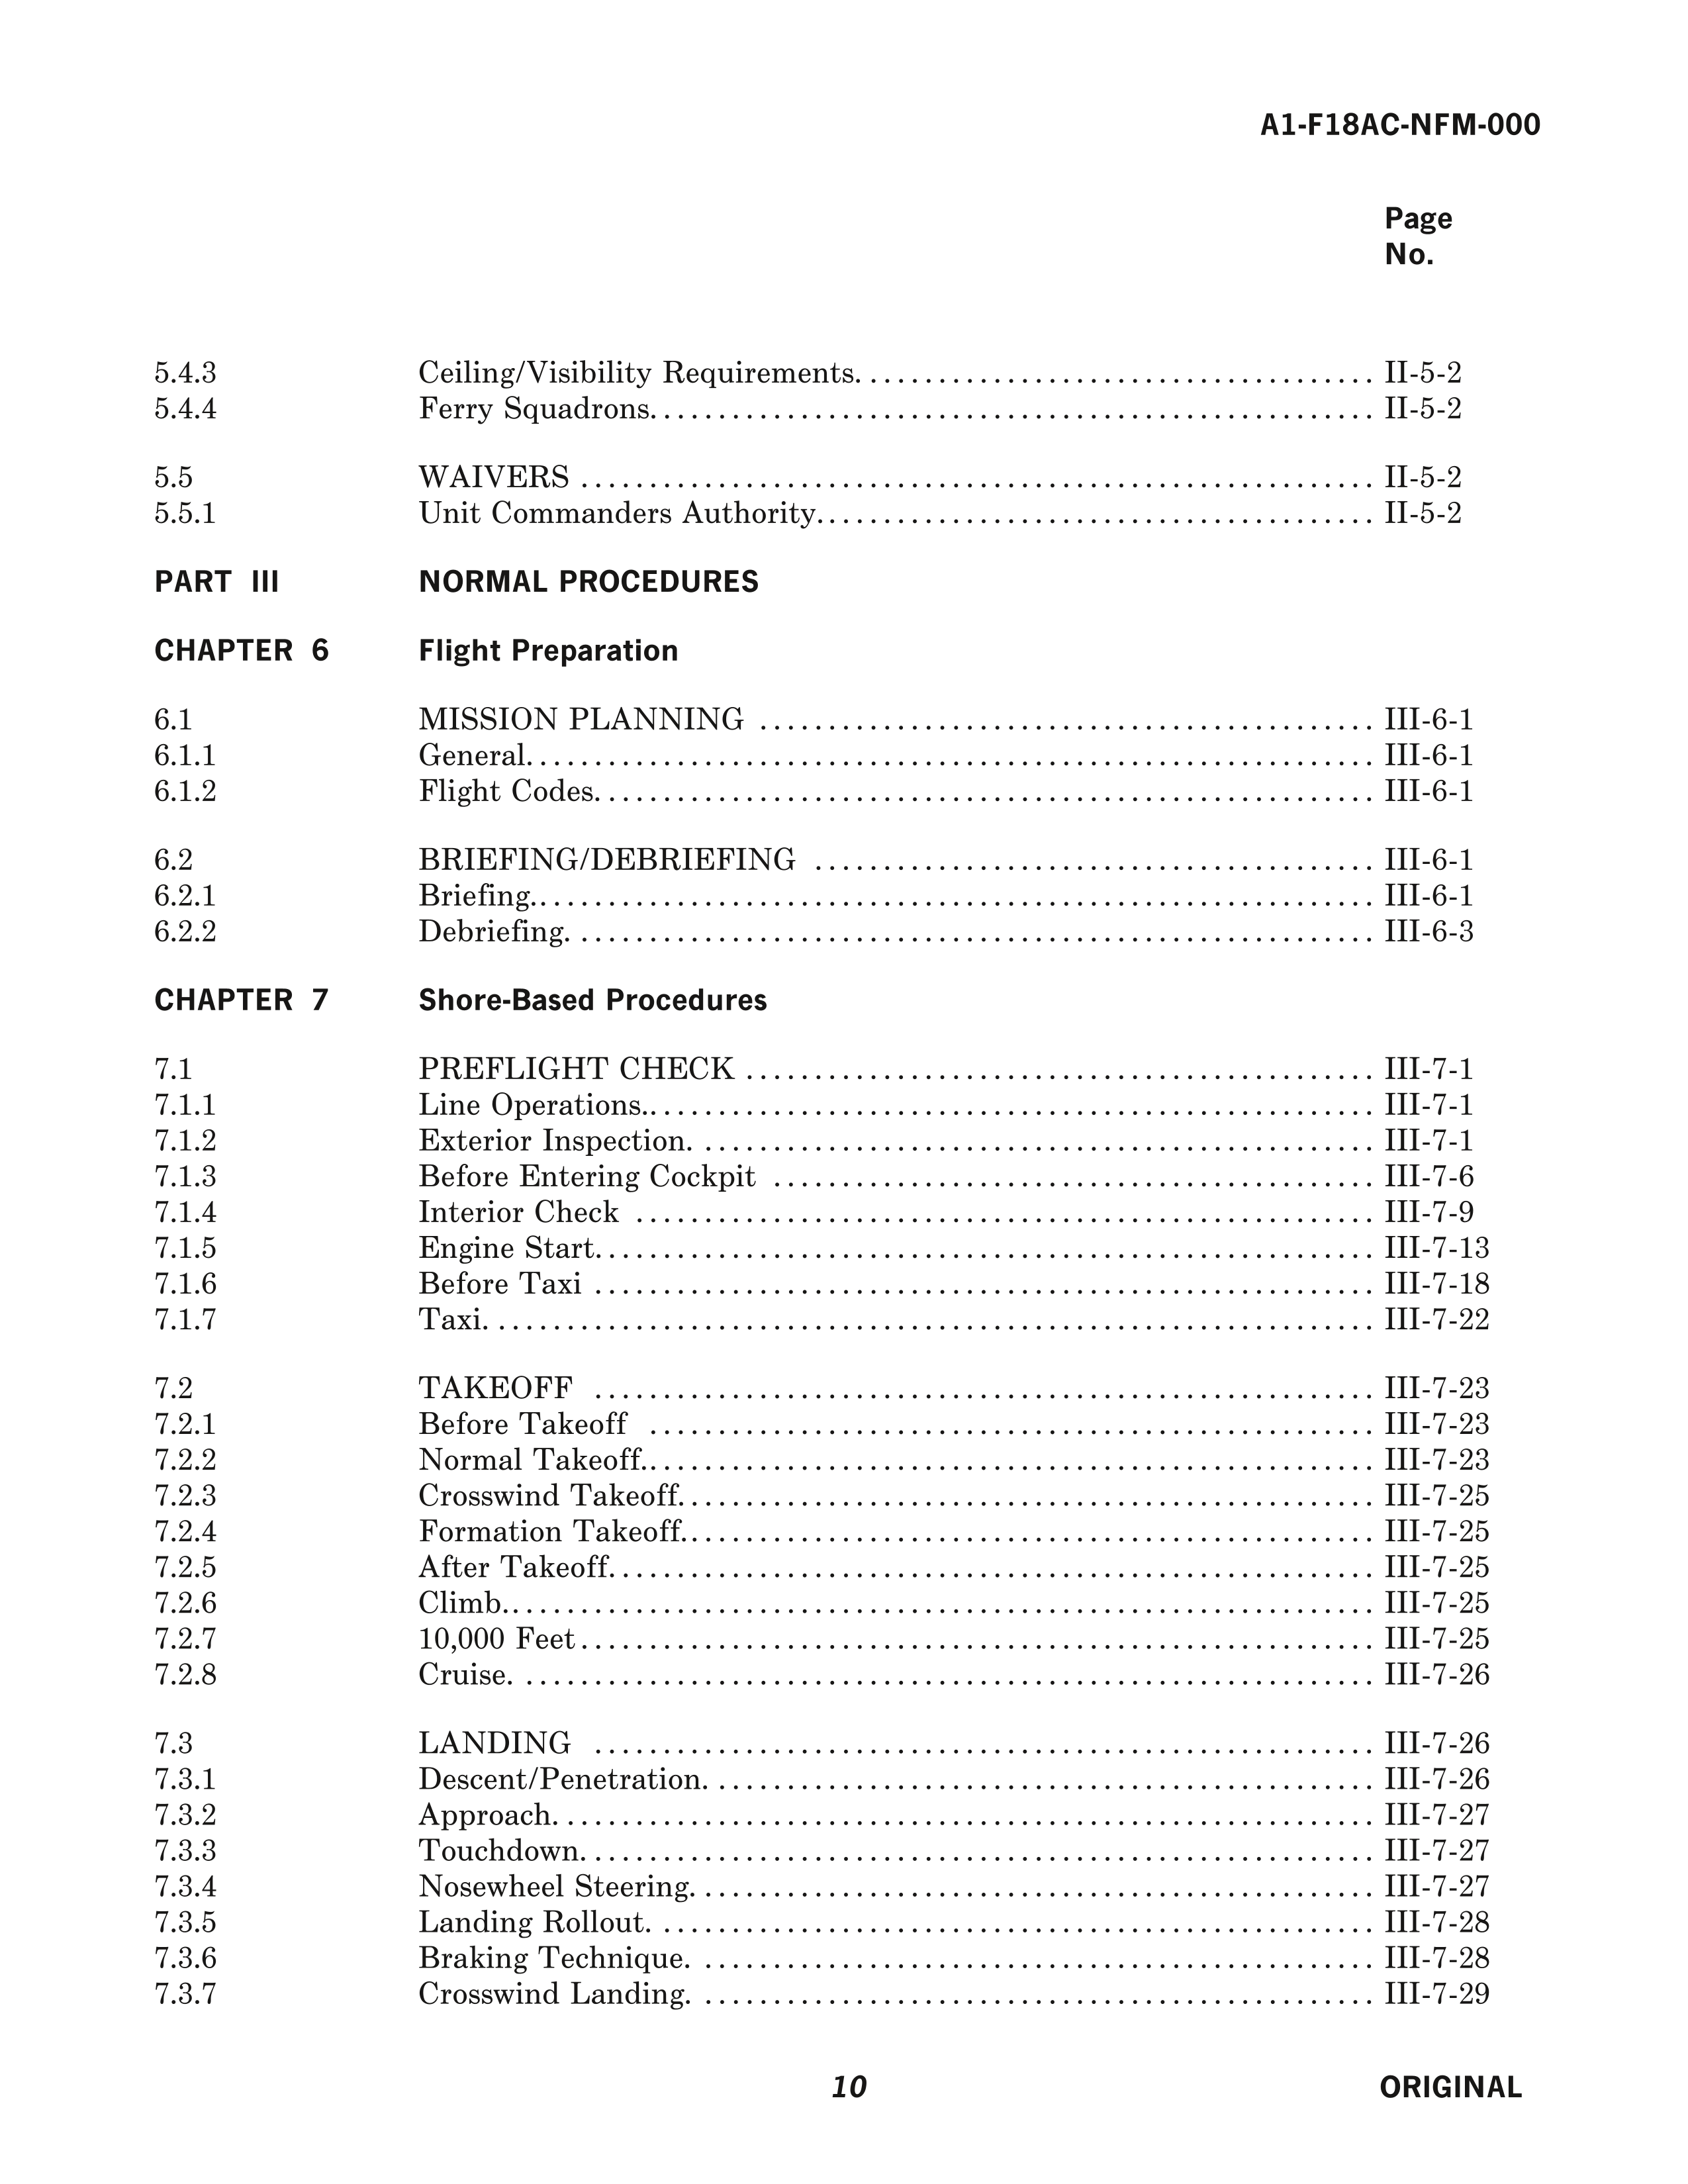 A1-F18AC-NFM-000
Page
No.
5.4.3 Ceiling/Visibility Requirements. . . . . . . . . . . . . . . . . . . . . . . . . . . . . . . . . . . . . . II-5-2
5.4.4 Ferry Squadrons. . . . . . . . . . . . . . . . . . . . . . . . . . . . . . . . . . . . . . . . . . . . . . . . . . . . . II-5-2
5.5 WAIVERS . . . . . . . . . . . . . . . . . . . . . . . . . . . . . . . . . . . . . . . . . . . . . . . . . . . . . . . . . . II-5-2
5.5.1 Unit Commanders Authority. . . . . . . . . . . . . . . . . . . . . . . . . . . . . . . . . . . . . . . . . II-5-2
PART III NORMAL PROCEDURES
CHAPTER 6 Flight Preparation
6.1 MISSION PLANNING . . . . . . . . . . . . . . . . . . . . . . . . . . . . . . . . . . . . . . . . . . . . . III-6-1
6.1.1 General. . . . . . . . . . . . . . . . . . . . . . . . . . . . . . . . . . . . . . . . . . . . . . . . . . . . . . . . . . . . . . III-6-1
6.1.2 Flight Codes. . . . . . . . . . . . . . . . . . . . . . . . . . . . . . . . . . . . . . . . . . . . . . . . . . . . . . . . . III-6-1
6.2 BRIEFING/DEBRIEFING . . . . . . . . . . . . . . . . . . . . . . . . . . . . . . . . . . . . . . . . . III-6-1
6.2.1 Briefing. . . . . . . . . . . . . . . . . . . . . . . . . . . . . . . . . . . . . . . . . . . . . . . . . . . . . . . . . . . . . . III-6-1
6.2.2 Debriefing. . . . . . . . . . . . . . . . . . . . . . . . . . . . . . . . . . . . . . . . . . . . . . . . . . . . . . . . . . . III-6-3
CHAPTER 7 Shore-Based Procedures
7.1 PREFLIGHT CHECK . . . . . . . . . . . . . . . . . . . . . . . . . . . . . . . . . . . . . . . . . . . . . . III-7-1
7.1.1 Line Operations. . . . . . . . . . . . . . . . . . . . . . . . . . . . . . . . . . . . . . . . . . . . . . . . . . . . . . III-7-1
7.1.2 Exterior Inspection. . . . . . . . . . . . . . . . . . . . . . . . . . . . . . . . . . . . . . . . . . . . . . . . . . III-7-1
7.1.3 Before Entering Cockpit . . . . . . . . . . . . . . . . . . . . . . . . . . . . . . . . . . . . . . . . . . . . III-7-6
7.1.4 Interior Check . . . . . . . . . . . . . . . . . . . . . . . . . . . . . . . . . . . . . . . . . . . . . . . . . . . . . . III-7-9
7.1.5 Engine Start. . . . . . . . . . . . . . . . . . . . . . . . . . . . . . . . . . . . . . . . . . . . . . . . . . . . . . . . . III-7-13
7.1.6 Before Taxi . . . . . . . . . . . . . . . . . . . . . . . . . . . . . . . . . . . . . . . . . . . . . . . . . . . . . . . . . III-7-18
7.1.7 Taxi. . . . . . . . . . . . . . . . . . . . . . . . . . . . . . . . . . . . . . . . . . . . . . . . . . . . . . . . . . . . . . . . . III-7-22
7.2 TAKEOFF . . . . . . . . . . . . . . . . . . . . . . . . . . . . . . . . . . . . . . . . . . . . . . . . . . . . . . . . . III-7-23
7.2.1 Before Takeoff . . . . . . . . . . . . . . . . . . . . . . . . . . . . . . . . . . . . . . . . . . . . . . . . . . . . . III-7-23
7.2.2 Normal Takeoff. . . . . . . . . . . . . . . . . . . . . . . . . . . . . . . . . . . . . . . . . . . . . . . . . . . . . . III-7-23
7.2.3 Crosswind Takeoff. . . . . . . . . . . . . . . . . . . . . . . . . . . . . . . . . . . . . . . . . . . . . . . . . . . III-7-25
7.2.4 Formation Takeoff. . . . . . . . . . . . . . . . . . . . . . . . . . . . . . . . . . . . . . . . . . . . . . . . . . . III-7-25
7.2.5 After Takeoff. . . . . . . . . . . . . . . . . . . . . . . . . . . . . . . . . . . . . . . . . . . . . . . . . . . . . . . . III-7-25
7.2.6 Climb. . . . . . . . . . . . . . . . . . . . . . . . . . . . . . . . . . . . . . . . . . . . . . . . . . . . . . . . . . . . . . . . III-7-25
7.2.7 10,000 Feet . . . . . . . . . . . . . . . . . . . . . . . . . . . . . . . . . . . . . . . . . . . . . . . . . . . . . . . . . . III-7-25
7.2.8 Cruise. . . . . . . . . . . . . . . . . . . . . . . . . . . . . . . . . . . . . . . . . . . . . . . . . . . . . . . . . . . . . . . III-7-26
7.3 LANDING . . . . . . . . . . . . . . . . . . . . . . . . . . . . . . . . . . . . . . . . . . . . . . . . . . . . . . . . . III-7-26
7.3.1 Descent/Penetration. . . . . . . . . . . . . . . . . . . . . . . . . . . . . . . . . . . . . . . . . . . . . . . . . III-7-26
7.3.2 Approach. . . . . . . . . . . . . . . . . . . . . . . . . . . . . . . . . . . . . . . . . . . . . . . . . . . . . . . . . . . . III-7-27
7.3.3 Touchdown. . . . . . . . . . . . . . . . . . . . . . . . . . . . . . . . . . . . . . . . . . . . . . . . . . . . . . . . . . III-7-27
7.3.4 Nosewheel Steering. . . . . . . . . . . . . . . . . . . . . . . . . . . . . . . . . . . . . . . . . . . . . . . . . . III-7-27
7.3.5 Landing Rollout. . . . . . . . . . . . . . . . . . . . . . . . . . . . . . . . . . . . . . . . . . . . . . . . . . . . . III-7-28
7.3.6 Braking Technique. . . . . . . . . . . . . . . . . . . . . . . . . . . . . . . . . . . . . . . . . . . . . . . . . . III-7-28
7.3.7 Crosswind Landing. . . . . . . . . . . . . . . . . . . . . . . . . . . . . . . . . . . . . . . . . . . . . . . . . . III-7-29
10 ORIGINAL